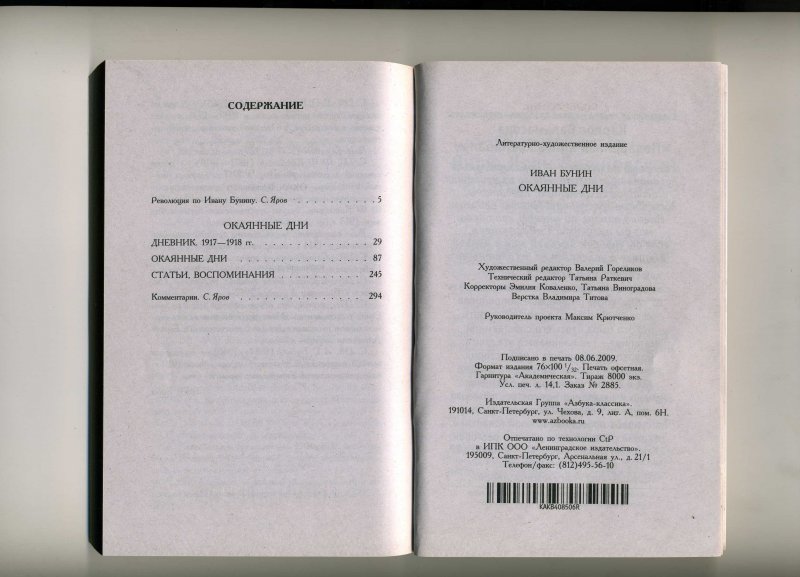 СОДЕРЖАНИЕ
Революция по Ивану Бунину. С. Яров . . . . . . . . . . 5
ОКАЯННЫЕ ДНИ
ДНЕВНИК. 1917—1918 гг. . . . . . . . . . . . . . . 29
ОКАЯННЫЕ ДНИ . . . . . . . . . . . . . . . . . 87
СТАТЬИ, ВОСПОМИНАНИЯ . . . . . . . . . . . . 245
Комментарии. С. Яров . . . . . . . . . . . . . . . . 294
Литературно-художественное издание
ИВАН БУНИН
ОКАЯННЫЕ ДНИ
Художественный редактор Валерий Гореликов
Технический редактор Татьяна Раткевич
Корректоры Эмилия Коваленко, Татьяна Виноградова
Верстка Владимира Титова
Руководитель проекта Максим Крютченко
Подписано в печать 08.06.2009.
Формат издания 76×100 1/32. Печать офсетная.
Гарнитура «Академическая». Тираж 8000 экз.
Усл. печ. л. 14,1. Заказ № 2885.
Издательская Группа «Азбука-классика».
191014, Санкт-Петербург, ул. Чехова, д. 9, лит. А, пом. 6Н.
www.azbooka.ru
Отпечатано по технологии CtP
в ИПК ООО «Ленинградское издательство».
195009, Санкт-Петербург, Арсенальная ул., д. 21/1
Телефон/факс: (812)495-56-10
KAKB408506R